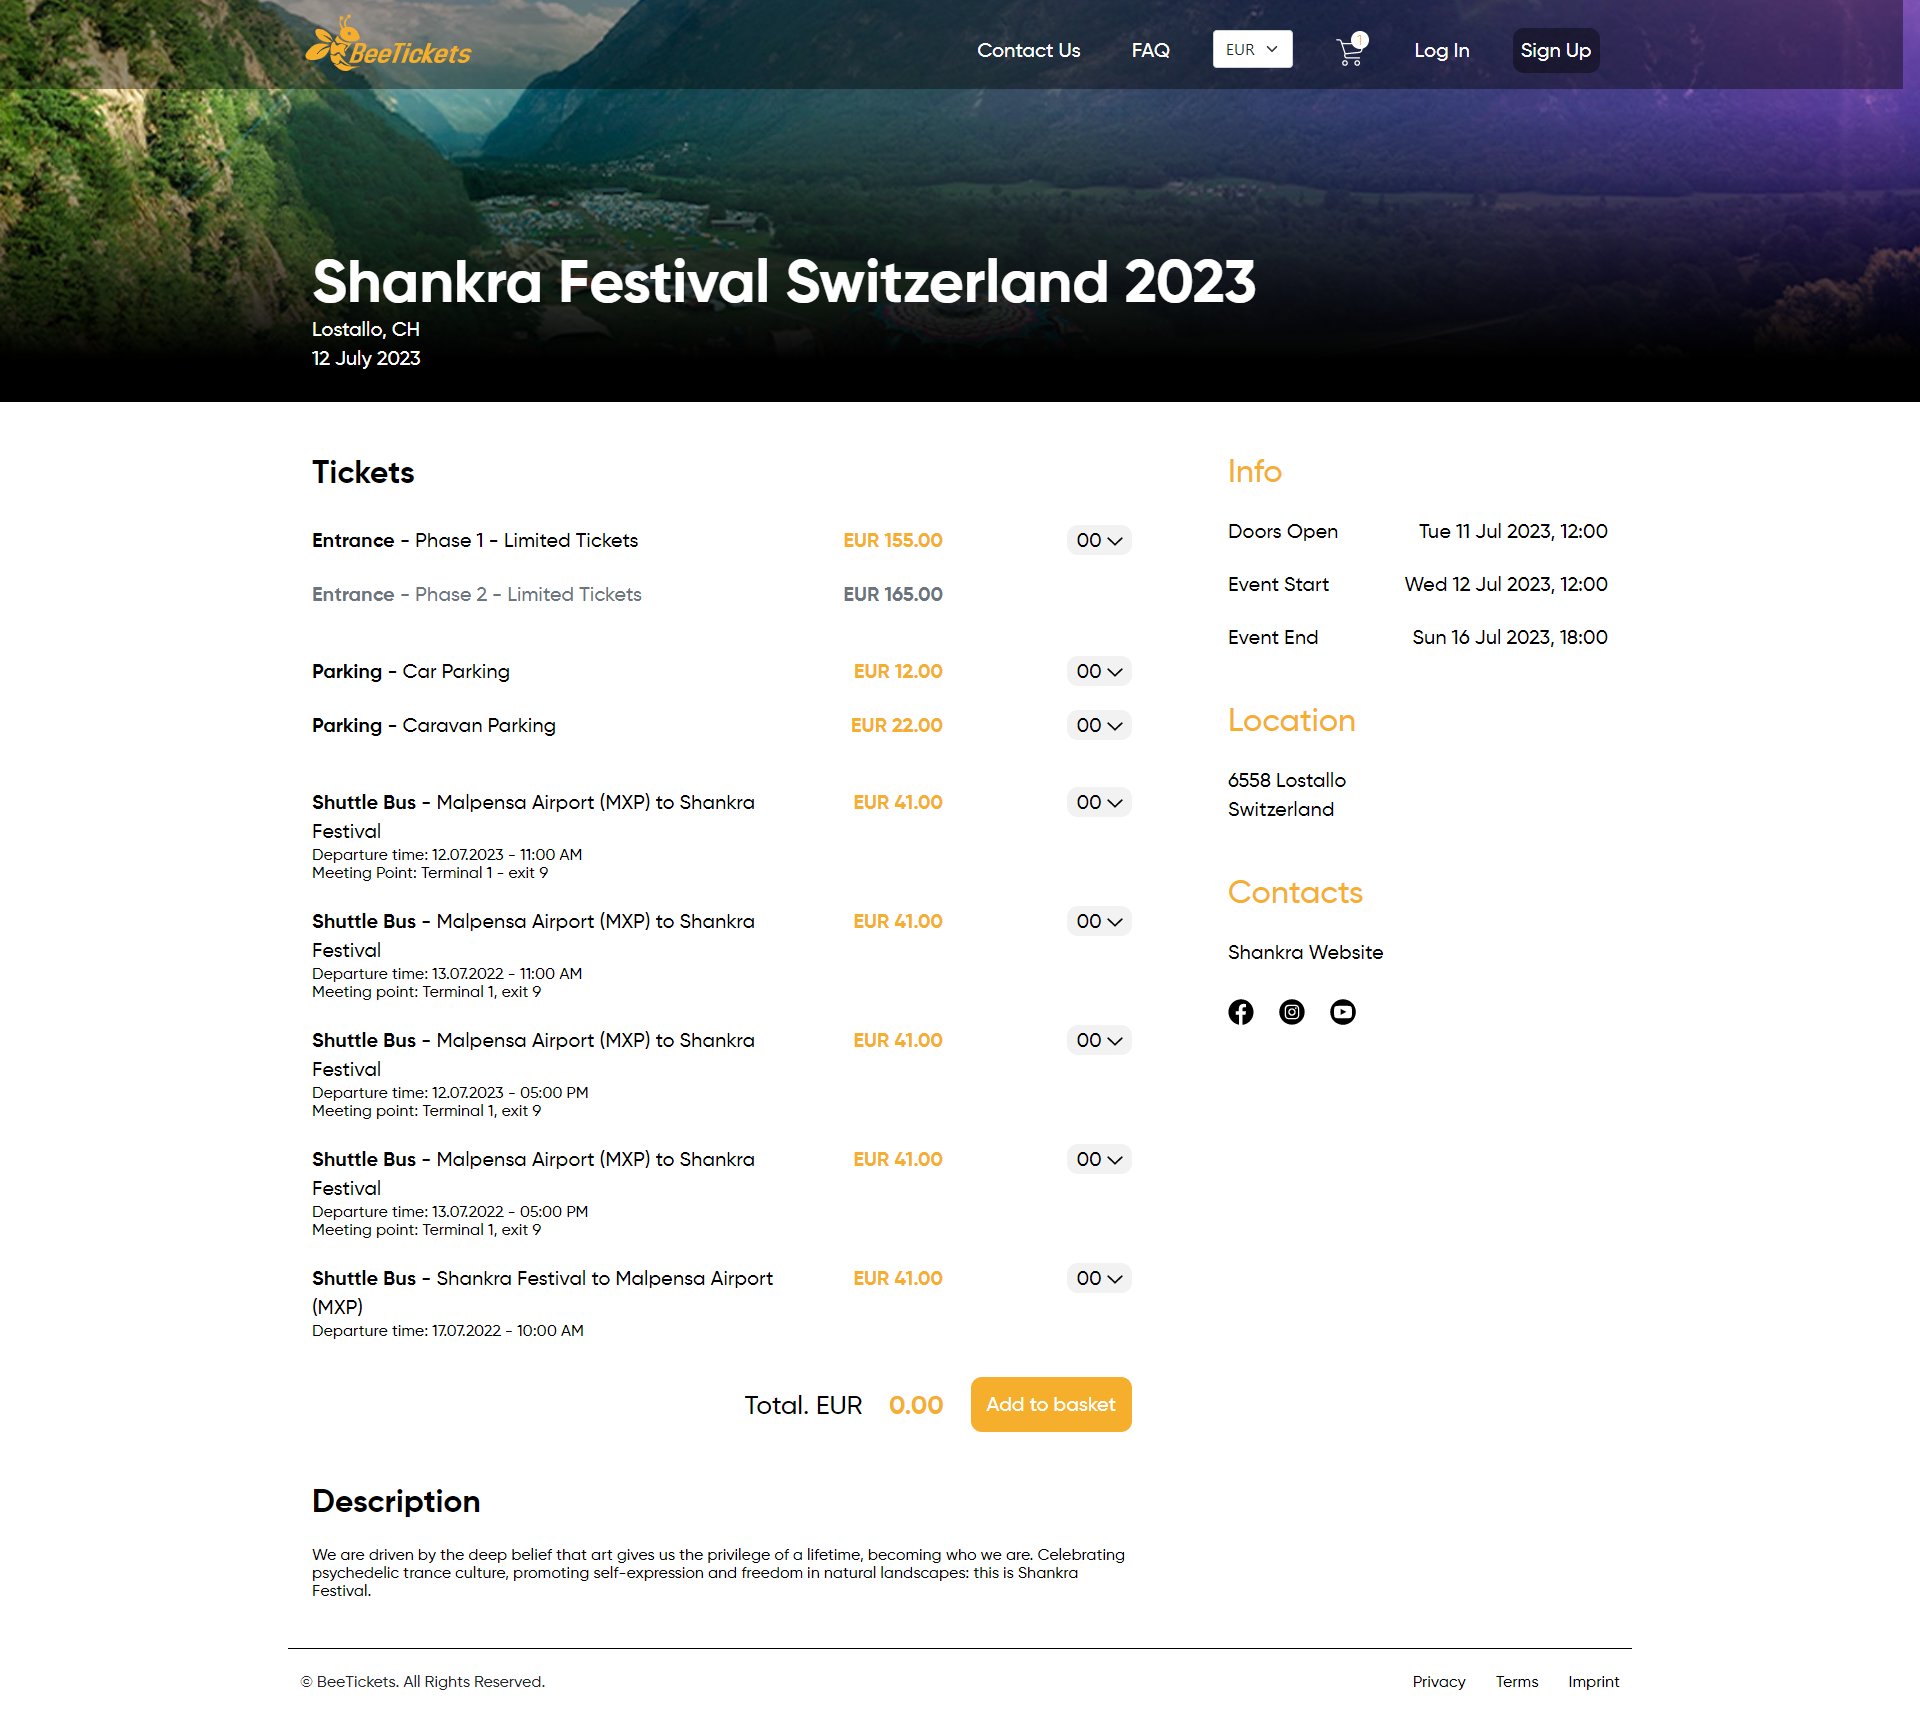 BeeTickets
Contact Us
FAQ
EUR
1
Log In
Sign Up
Shankra Festival Switzerland 2023
Lostallo, CH
12 July 2023
Tickets
Entrance - Phase 1 - Limited Tickets EUR 155.00 00
Entrance - Phase 2 - Limited Tickets EUR 165.00
Parking - Car Parking EUR 12.00 00
Parking - Caravan Parking EUR 22.00 00
Shuttle Bus - Malpensa Airport (MXP) to Shankra EUR 41.00 00
Festival
Departure time: 12.07.2023 - 11:00 AM
Meeting Point: Terminal 1 - exit 9
Shuttle Bus - Malpensa Airport (MXP) to Shankra EUR 41.00 00
Festival
Departure time: 13.07.2022 - 11:00 AM
Meeting point: Terminal 1, exit 9
Shuttle Bus - Malpensa Airport (MXP) to Shankra EUR 41.00 00
Festival
Departure time: 12.07.2023 - 05:00 PM
Meeting point: Terminal 1, exit 9
Shuttle Bus - Malpensa Airport (MXP) to Shankra EUR 41.00 00
Festival
Departure time: 13.07.2022 - 05:00 PM
Meeting point: Terminal 1, exit 9
Shuttle Bus - Shankra Festival to Malpensa Airport EUR 41.00 00
(MXP)
Departure time: 17.07.2022 - 10:00 AM
Total. EUR 0.00 Add to basket
Info
Doors Open Tue 11 Jul 2023, 12:00
Event Start Wed 12 Jul 2023, 12:00
Event End Sun 16 Jul 2023, 18:00
Location
6558 Lostallo
Switzerland
Contacts
Shankra Website
Description
We are driven by the deep belief that art gives us the privilege of a lifetime, becoming who we are. Celebrating
psychedelic trance culture, promoting self-expression and freedom in natural landscapes: this is Shankra
Festival.
© BeeTickets. All Rights Reserved.
Privacy Terms Imprint